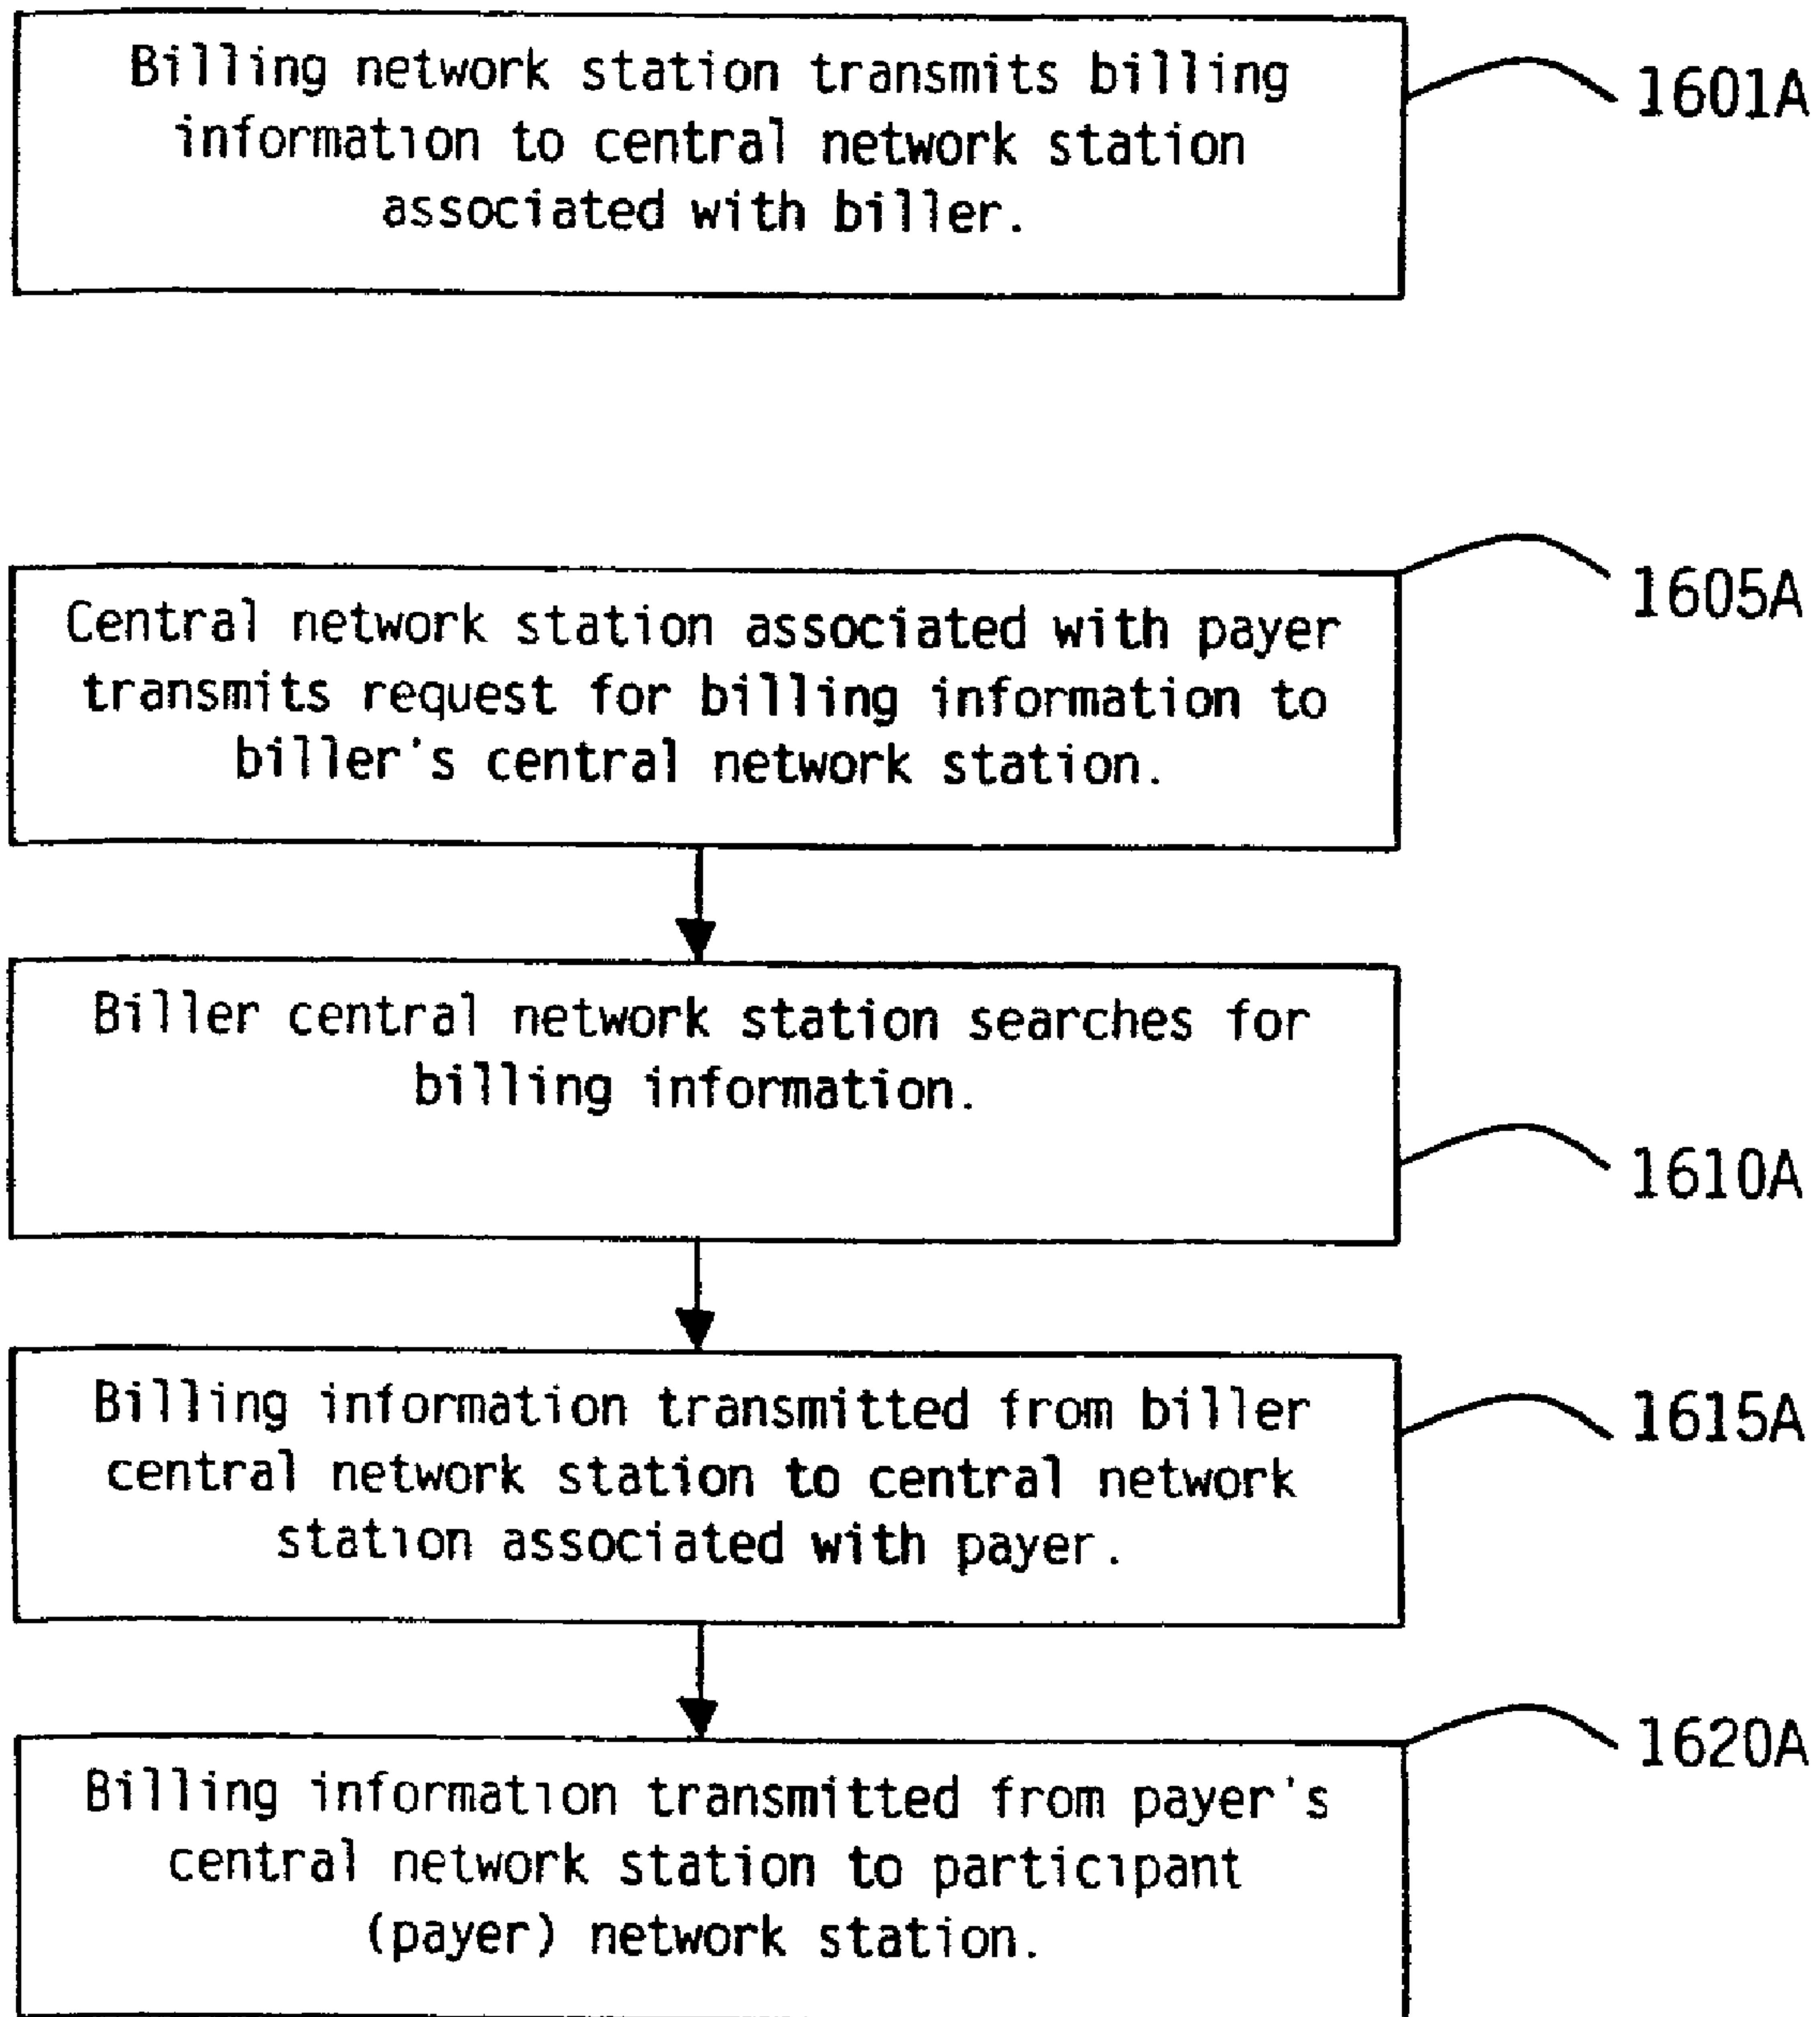 Billing network station transmits billing
information to central network station
associated with biller.
1601A
Central network station associated with payer
transmits request for billing information to
biller's central network station.
1605A
Biller central network station searches for
billing information.
1610A
Billing information transmitted from biller
central network station to central network
station associated with payer.
1615A
Billing information transmitted from payer's
central network station to participant
(payer) network station.
1620A